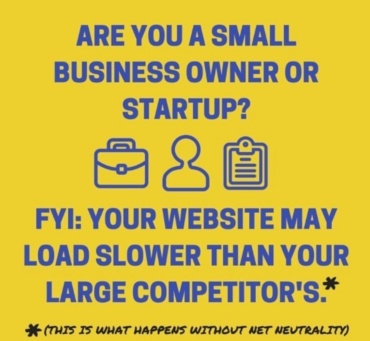 ARE YOU A SMALL
BUSINESS OWNER OR
STARTUP?
FYI: YOUR WEBSITE MAY
LOAD SLOWER THAN YOUR
LARGE COMPETITOR'S.*
*(THIS IS WHAT HAPPENS WITHOUT NET NEUTRALITY)